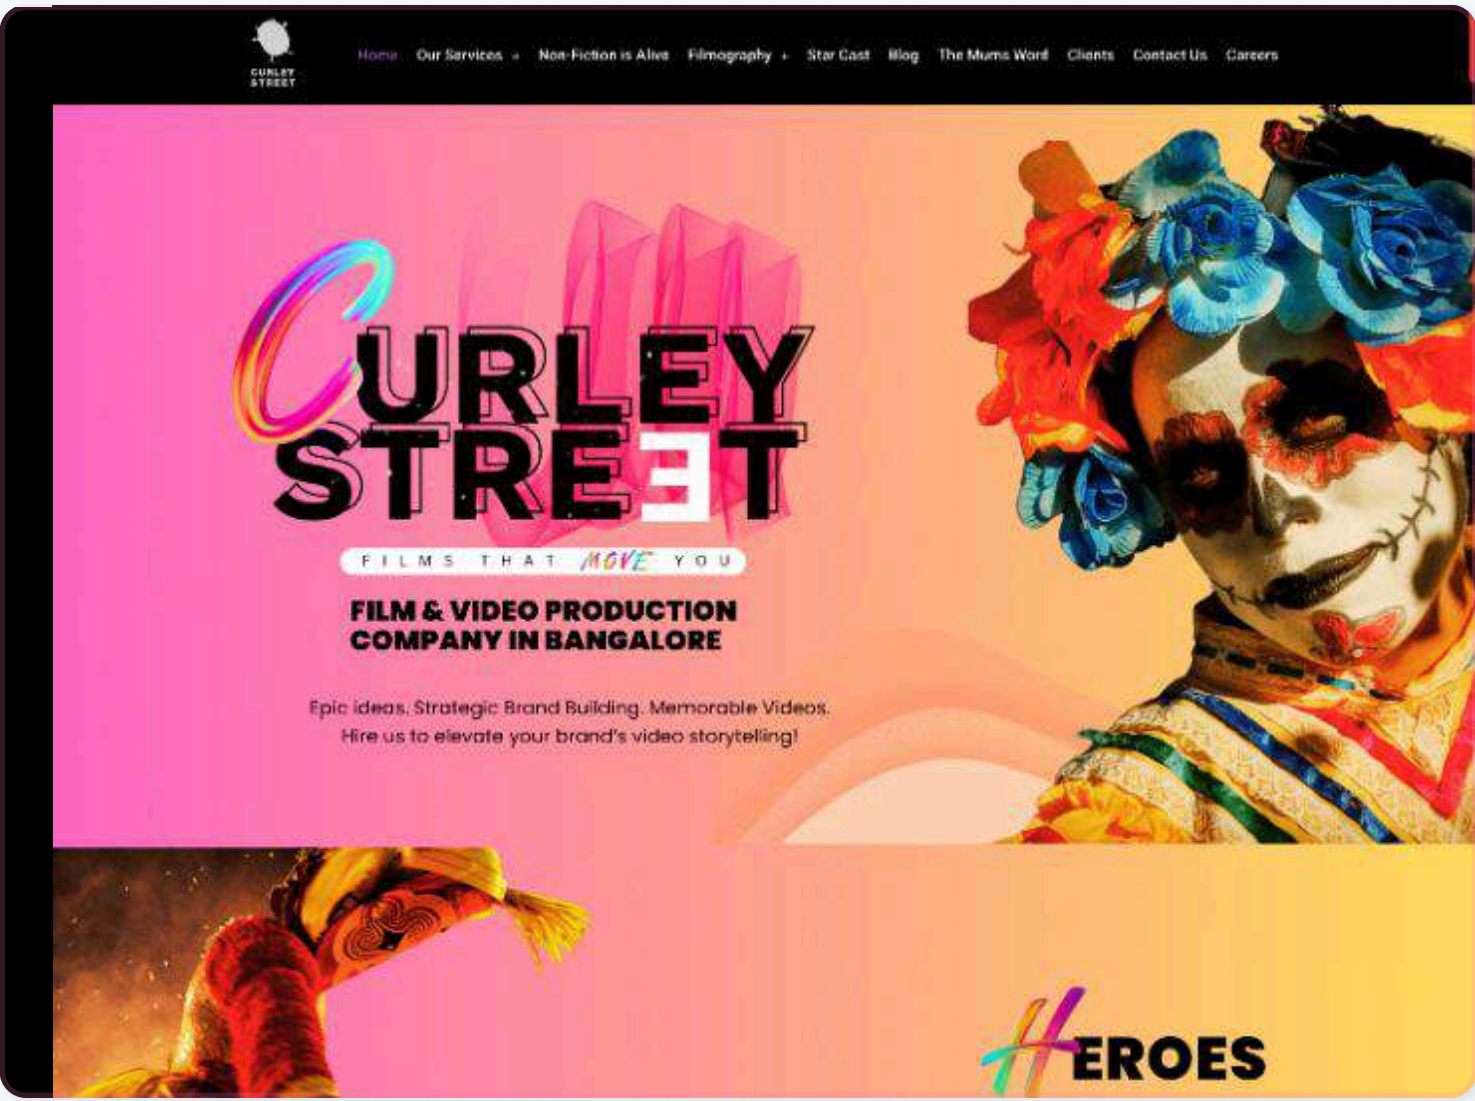 CURLEY
STREET
Home Our Services + Non-Fiction is Alive Filmography + Star Cast Blog The Mums Word Clients Contact Us Careers
CURLEY
STREET
FILMS THAT MOVE YOU
FILM & VIDEO PRODUCTION
COMPANY IN BANGALORE
Epic ideas. Strategic Brand Building. Memorable Videos.
Hire us to elevate your brand's video storytelling!
HEROES